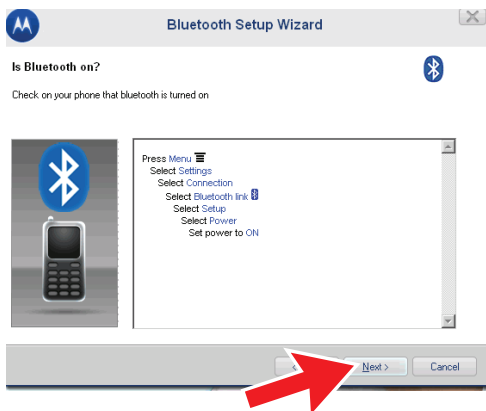 Bluetooth Setup Wizard
Is Bluetooth on?
Check on your phone that bluetooth is turned on
Press Menu
Select Settings
Select Connection
Select Bluetooth link
Select Setup
Select Power
Set power to ON
Next >
Cancel